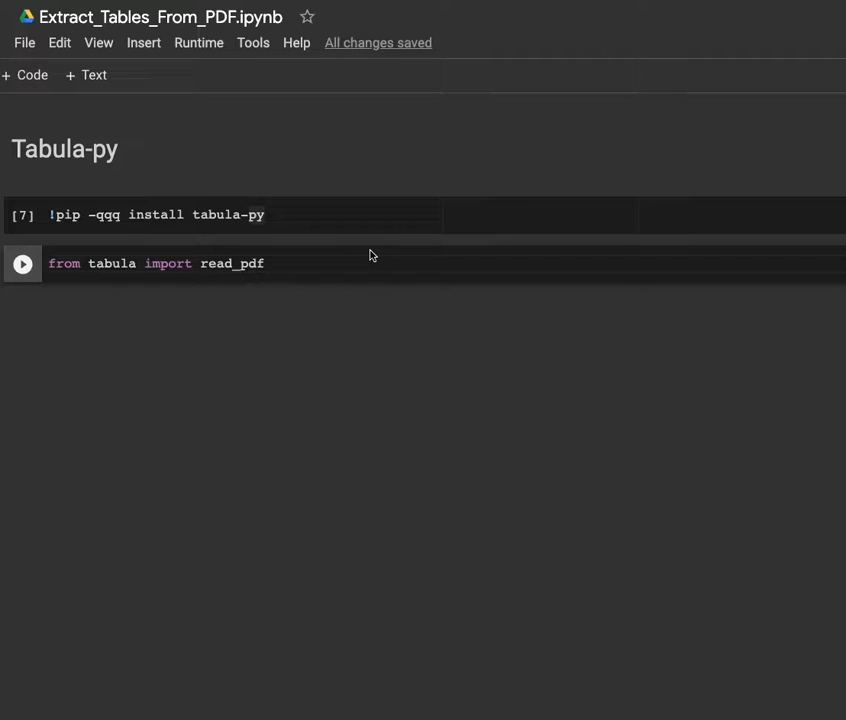 Extract_Tables_From_PDF.ipynb
File Edit View Insert Runtime Tools Help All changes saved
+ Code + Text
Tabula-py
[7] !pip -qqq install tabula-py
from tabula import read_pdf